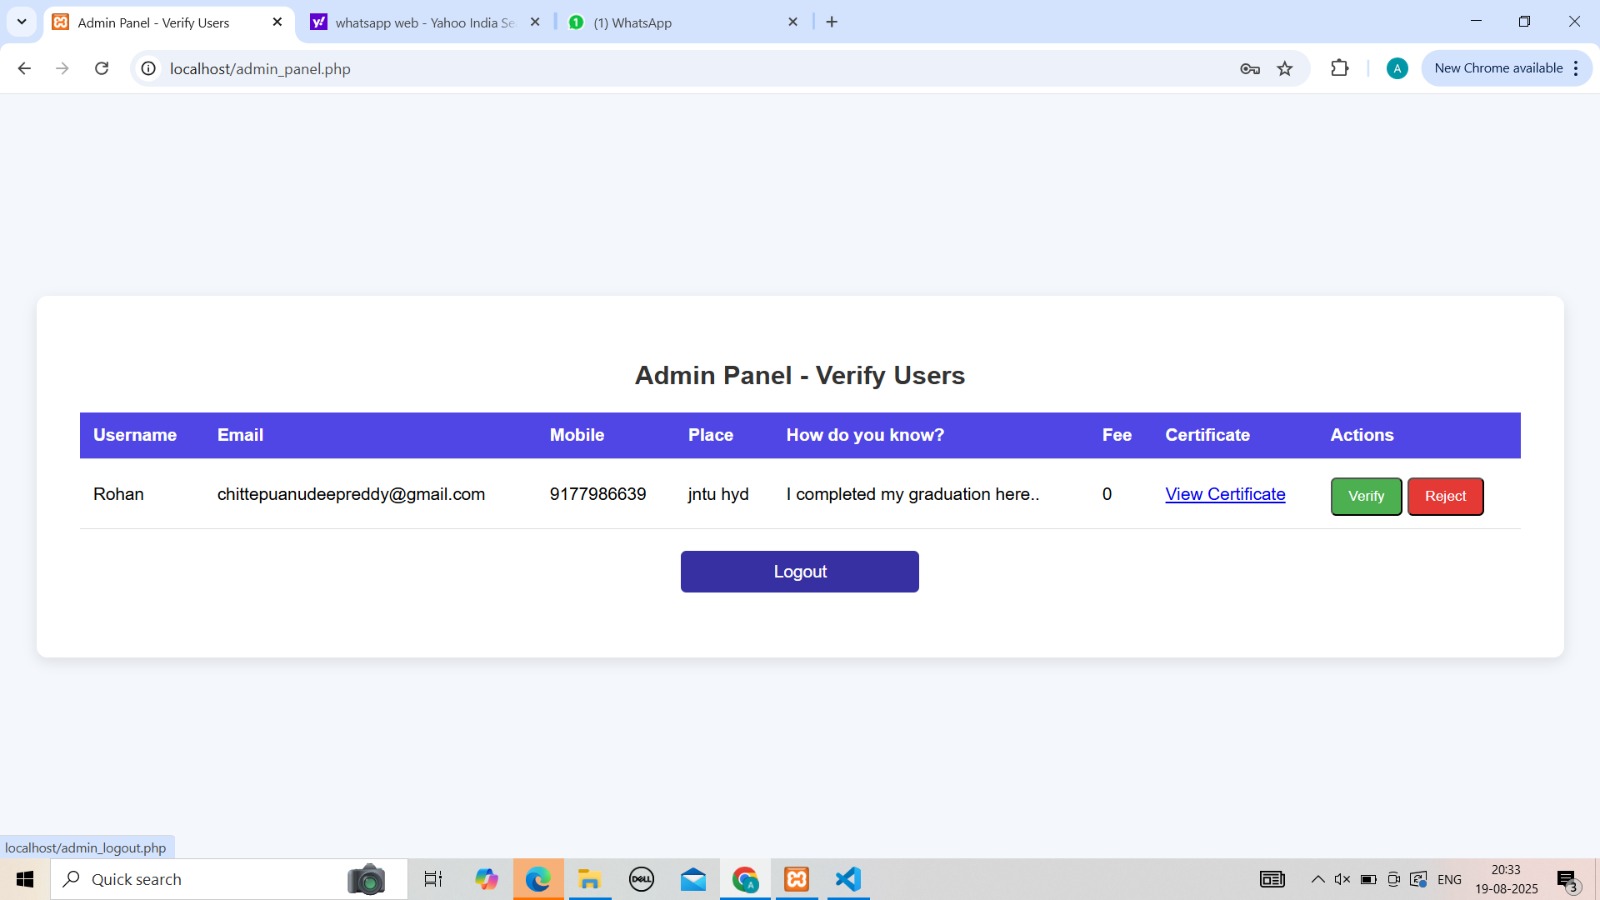 Admin Panel - Verify Users
whatsapp web - Yahoo India Se
(1) WhatsApp
localhost/admin_panel.php
A
New Chrome available
Admin Panel - Verify Users
Username Email Mobile Place How do you know? Fee Certificate Actions
Rohan chittepuanudeepreddy@gmail.com 9177986639 jntu hyd I completed my graduation here.. 0 View Certificate Verify Reject
Logout
localhost/admin_logout.php
Quick search
DELL
ENG
20:33
19-08-2025
3